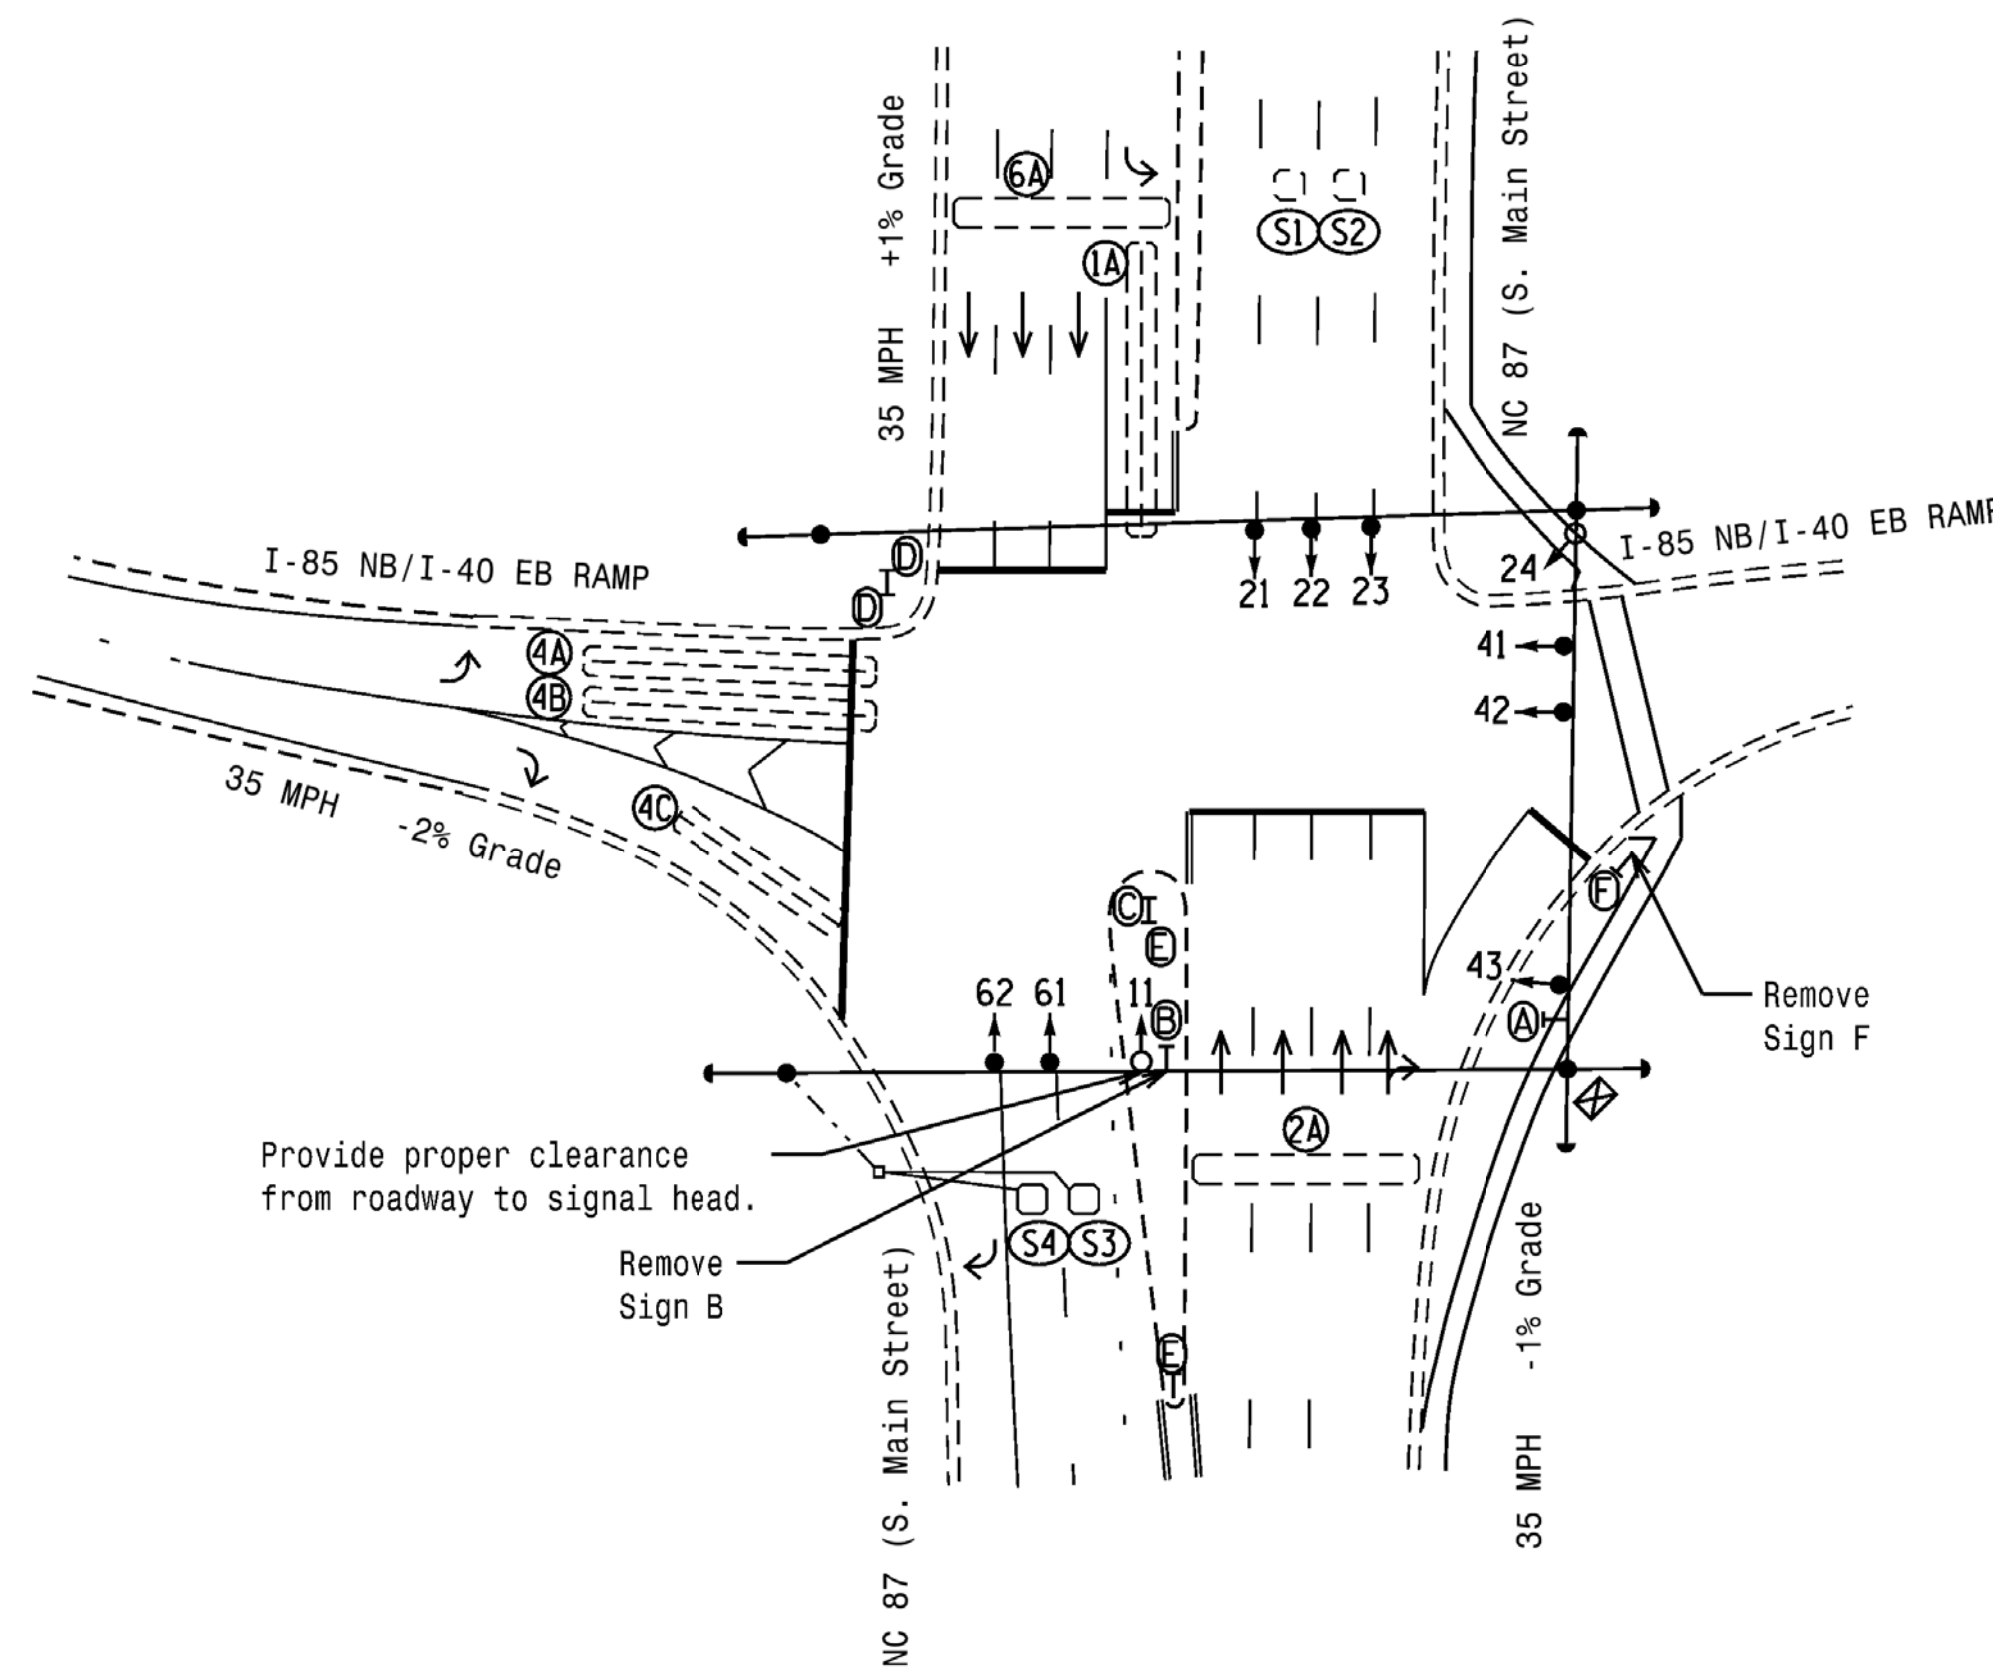 NC 87 (S. Main Street)
35 MPH +1% Grade
6A
S1
S2
1A
I-85 NB/I-40 EB RAMP
I-85 NB/I-40 EB RAMP
D
D
21
22
23
24
4A
4B
41
42
35 MPH -2% Grade
4C
C
E
F
62
61
11
B
43
A
Remove
Sign F
2A
Provide proper clearance
from roadway to signal head.
S4
S3
Remove
Sign B
E
NC 87 (S. Main Street)
35 MPH -1% Grade